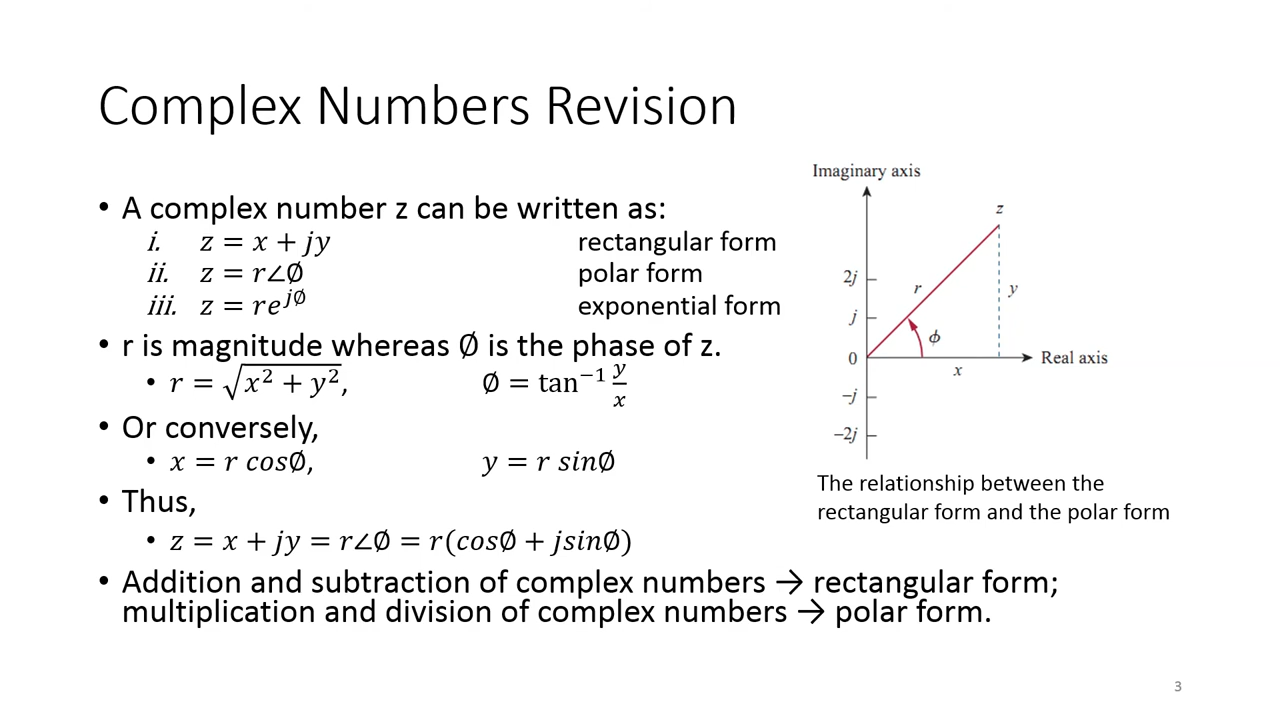 Complex Numbers Revision
• A complex number z can be written as:
i. z = x + jy rectangular form
ii. z = r∠∅ polar form
iii. z = re^{j∅} exponential form
• r is magnitude whereas ∅ is the phase of z.
• r = √(x² + y²), ∅ = tan⁻¹ y/x
• Or conversely,
• x = r cos∅, y = r sin∅
• Thus,
• z = x + jy = r∠∅ = r(cos∅ + jsin∅)
• Addition and subtraction of complex numbers → rectangular form;
multiplication and division of complex numbers → polar form.
Imaginary axis
z
2j
r
y
j
ϕ
0
Real axis
x
–j
–2j
The relationship between the
rectangular form and the polar form
3